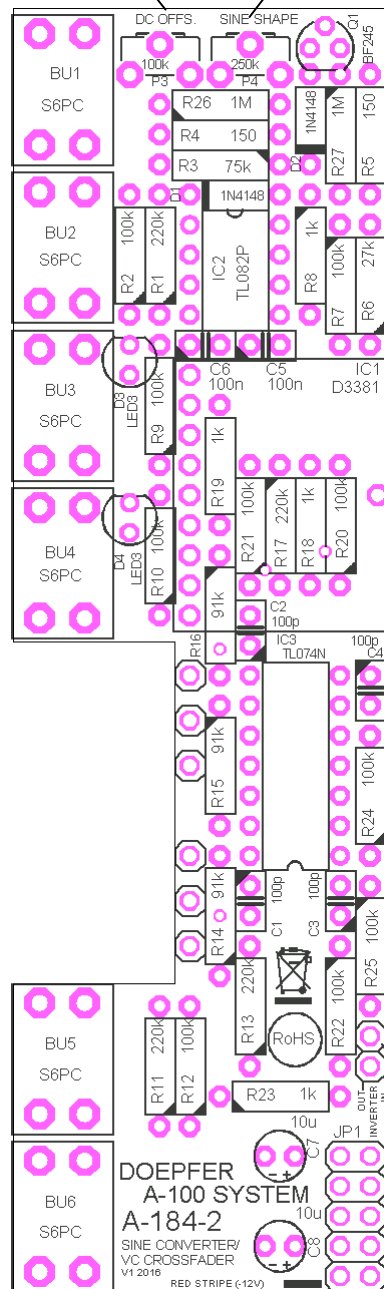 DC OFFS.
SINE SHAPE
Q1
BF245
100k
P3
250k
P4
BU1
S6PC
R26 1M
R4 150
R3 75k
1N4148
D2
1M
R27
150
R5
D1
1N4148
BU2
S6PC
100k
R2
220k
R1
IC2
TL082P
1k
R8
100k
R7
27k
R6
C6
100n
C5
100n
IC1
D3381
BU3
S6PC
D3
LED3
100k
R9
1k
R19
BU4
S6PC
D4
LED3
100k
R10
100k
R21
220k
R17
1k
R18
100k
R20
91k
R16
C2
100p
IC3
TL074N
100p
C4
91k
R15
100k
R24
91k
R14
100p
C1
100p
C3
100k
R25
220k
R13
100k
R22
RoHS
BU5
S6PC
220k
R11
100k
R12
R23 1k
OUT
INVERTER
IN
JP1
10u
C7
10u
C8
- +
- +
BU6
S6PC
DOEPFER
A-100 SYSTEM
A-184-2
SINE CONVERTER/
VC CROSSFADER
V1 2016
RED STRIPE (-12V)